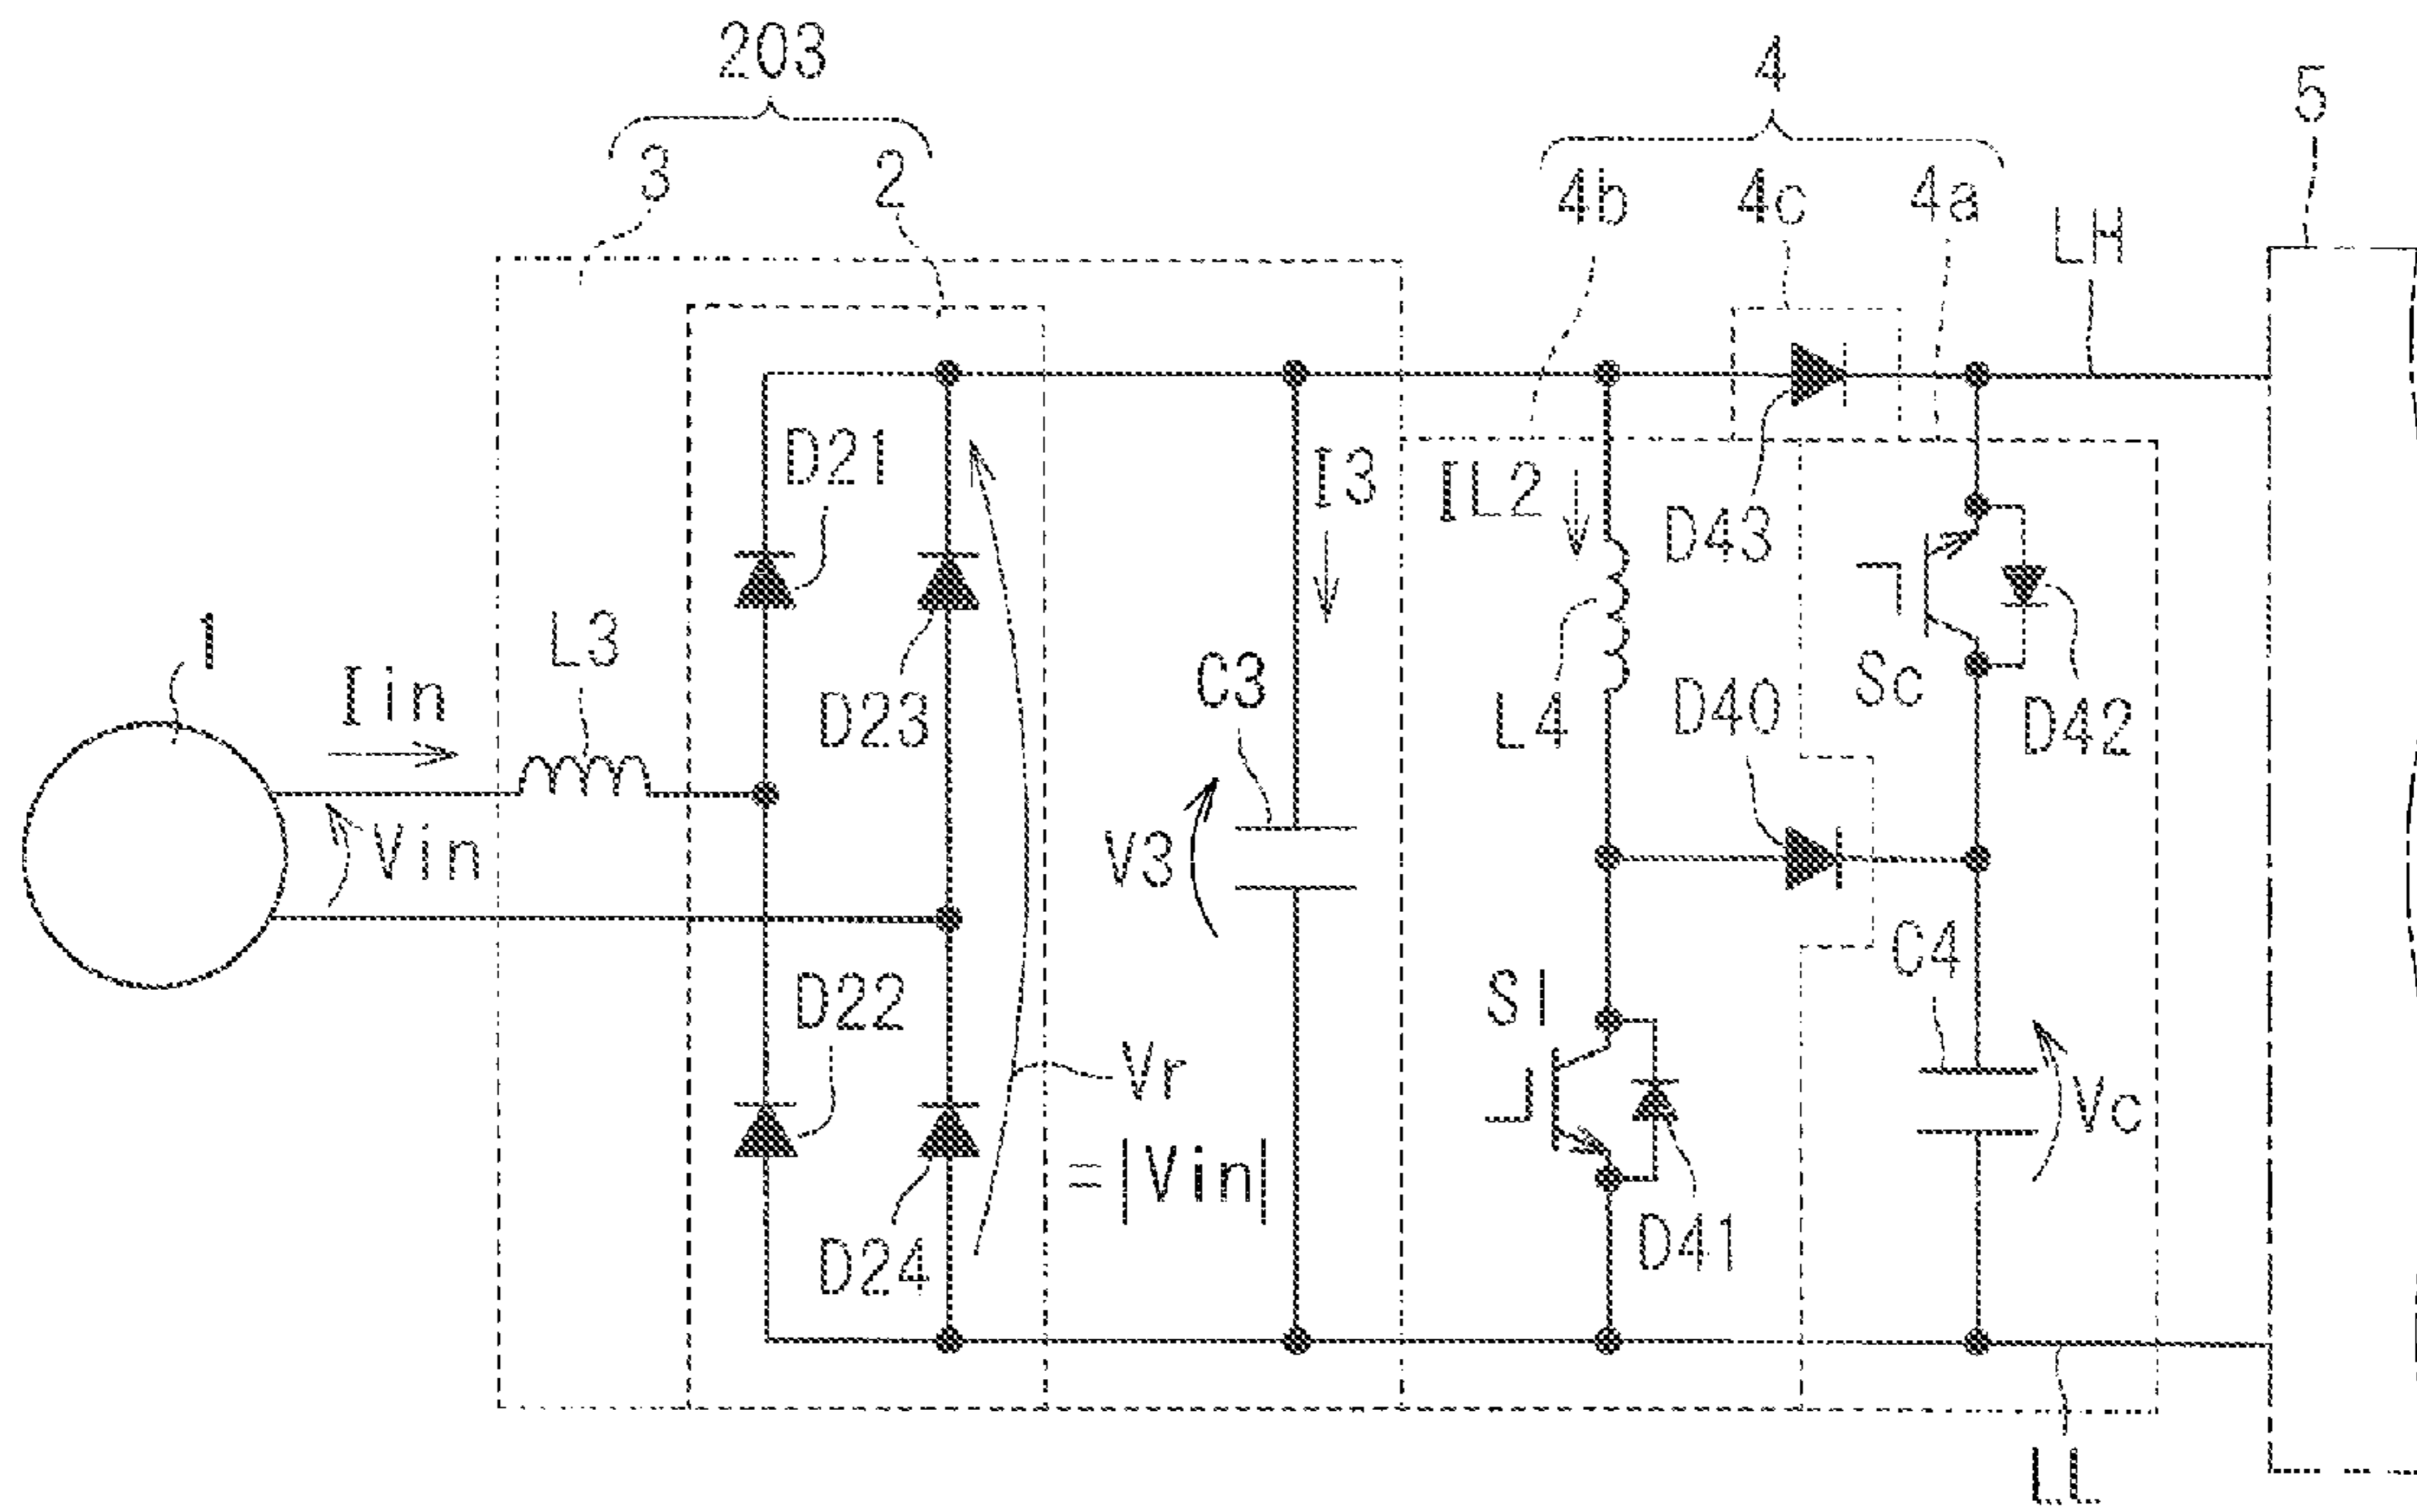 203
4
5
3
2
4b
4c
4a
LH
D21
I3
IL2
D43
1
Iin
L3
D23
C3
L4
D40
Sc
D42
Vin
V3
C4
D22
Sl
Vr
Vc
=|Vin|
D24
D41
LL